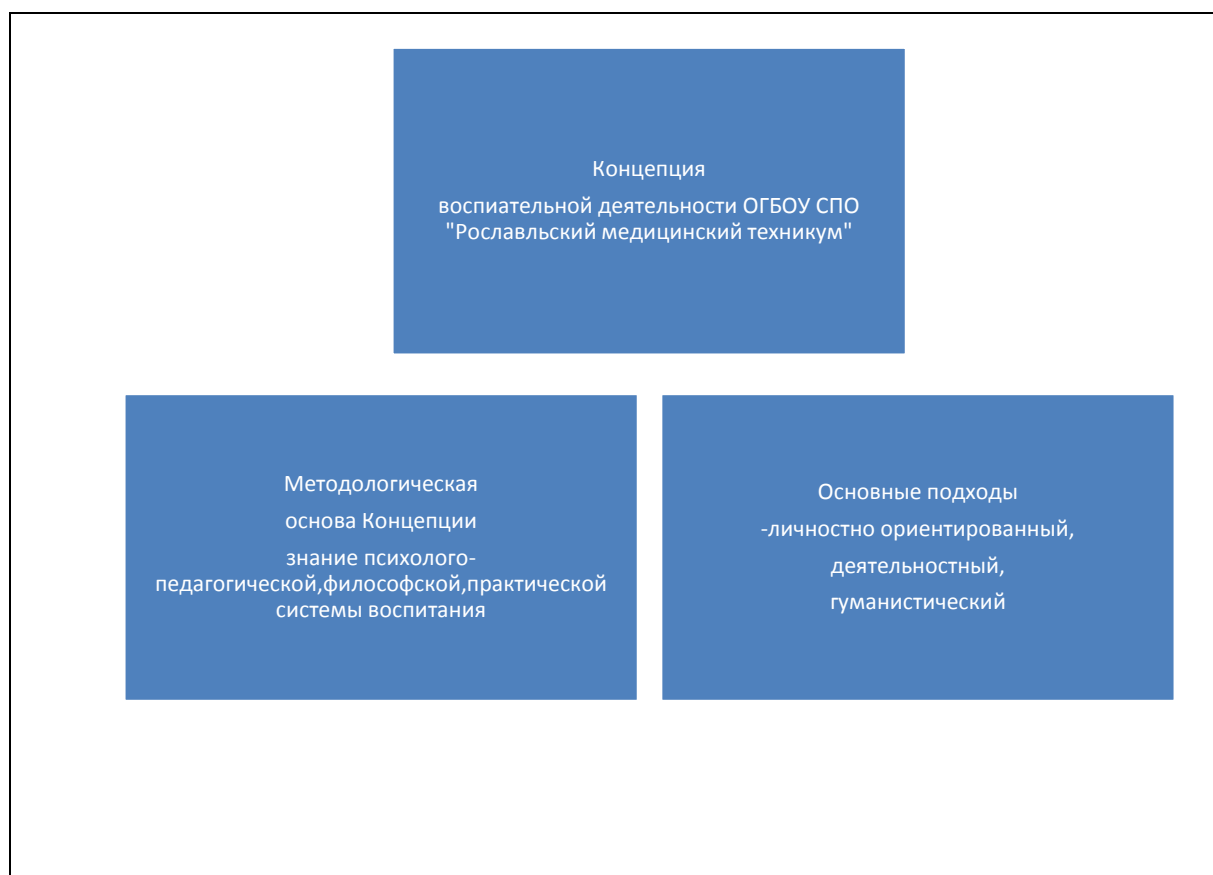 Концепция
воспиательной деятельности ОГБОУ СПО
"Рославльский медицинский техникум"
Методологическая
основа Концепции
знание психолого-
педагогической,философской,практической
системы воспитания
Основные подходы
-личностно ориентированный,
деятельностный,
гуманистический